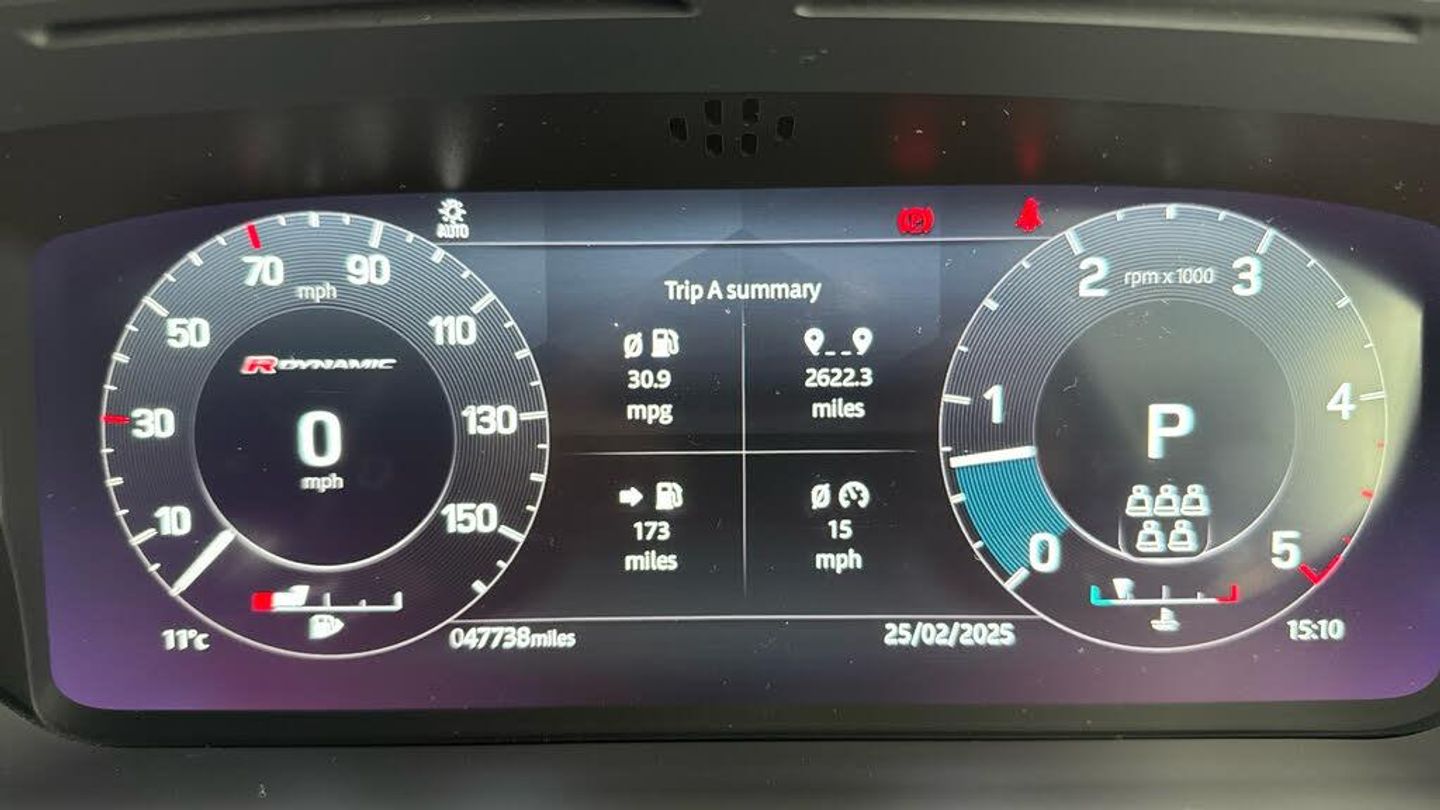 AUTO
70
90
mph
50
110
R DYNAMIC
30
130
0
mph
10
150
11°c
047738miles
Trip A summary
Ø
30.9
mpg
2622.3
miles
173
miles
Ø
15
mph
25/02/2025
2
rpm x 1000
3
1
4
P
0
5
15:10